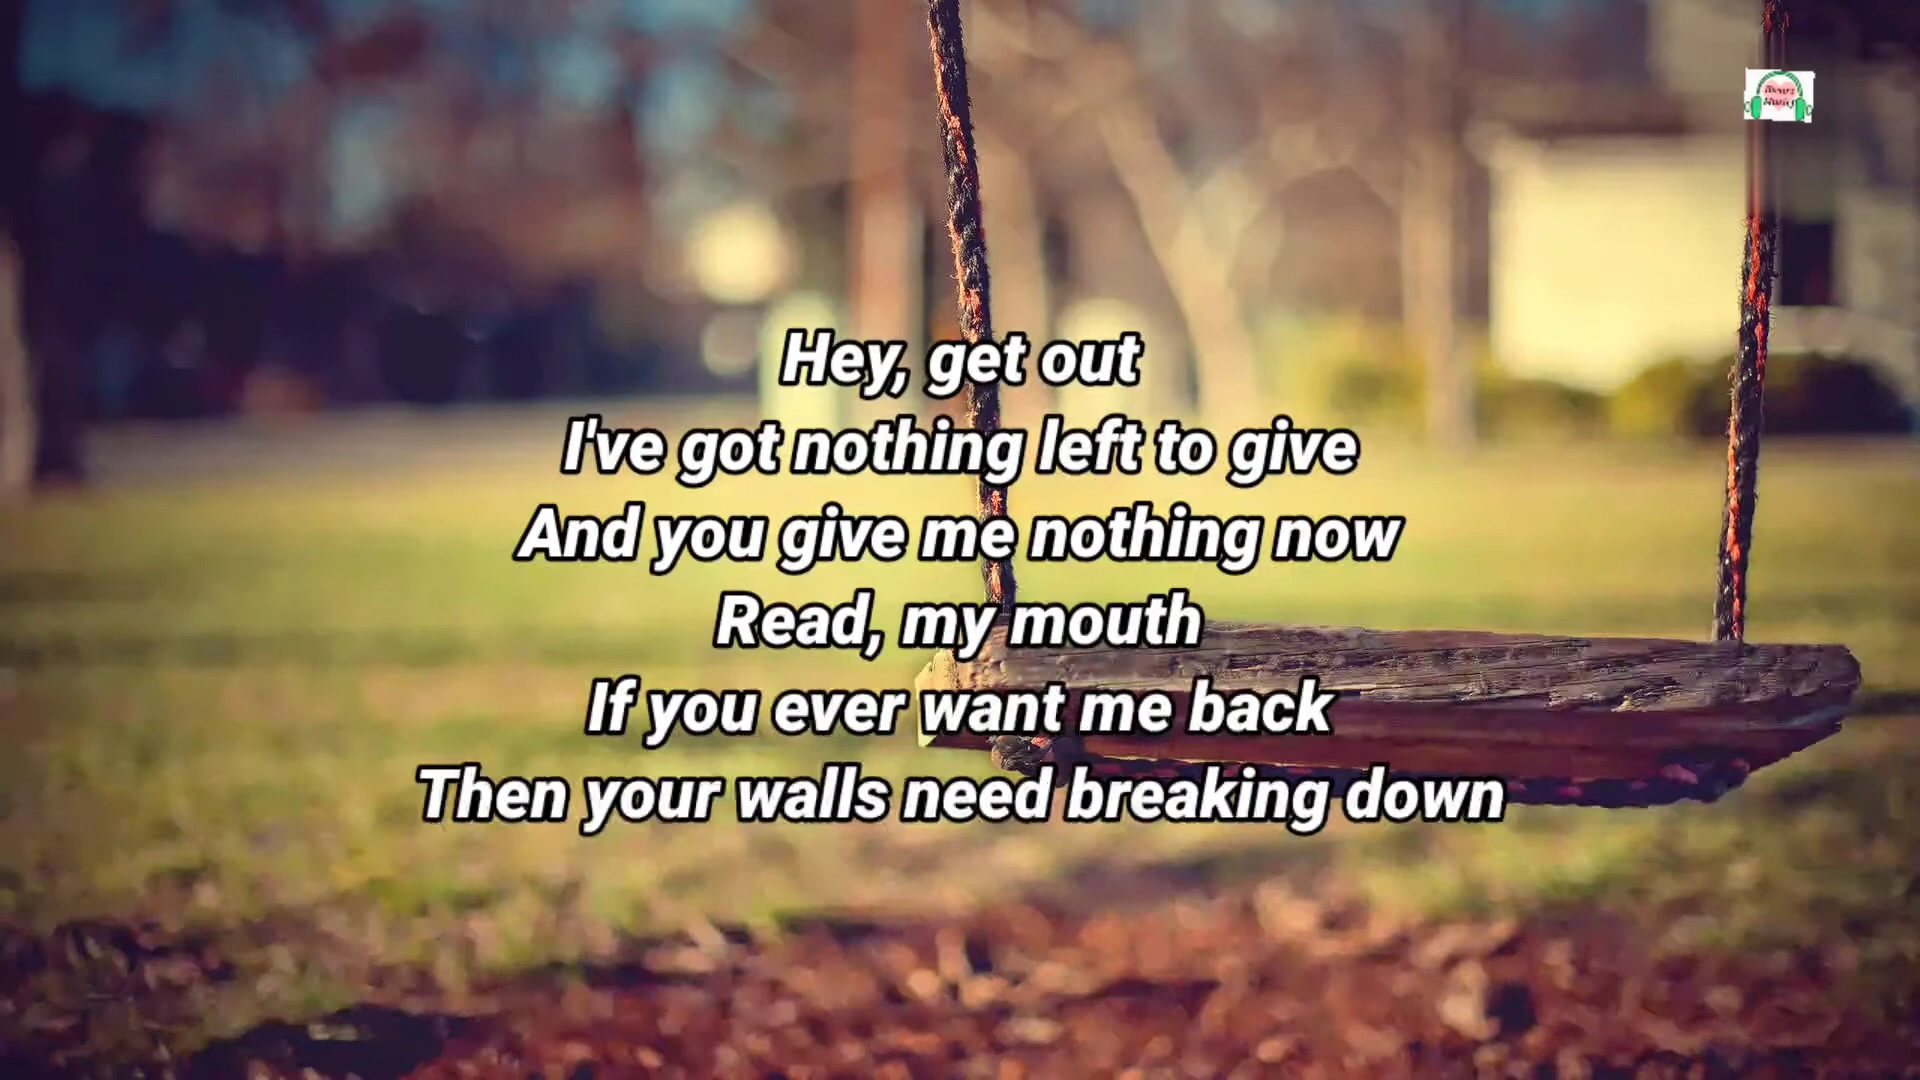 Hey, get out
I've got nothing left to give
And you give me nothing now
Read, my mouth
If you ever want me back
Then your walls need breaking down